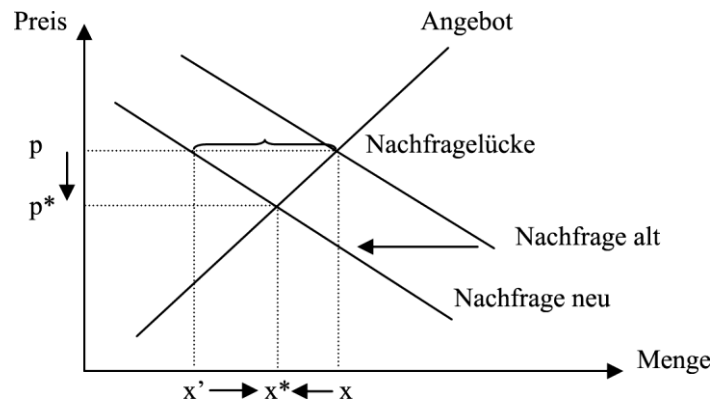 Preis
Angebot
p
Nachfragelücke
p*
Nachfrage alt
Nachfrage neu
Menge
x’ x* x